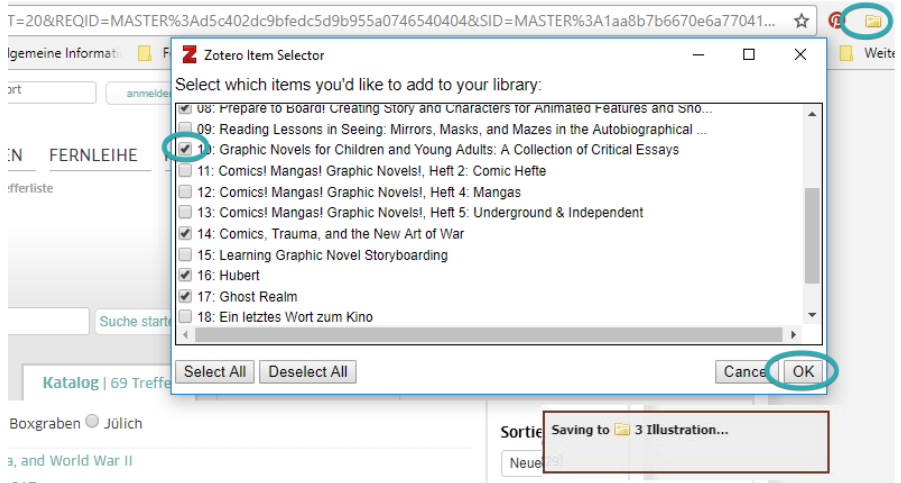 T=20&REQID=MASTER%3Ad5c402dc9bfedc5d9b955a0746540404&SID=MASTER%3A1aa8b7b6670e6a77041...
lgemeine Informati
Weite
Zotero Item Selector
Select which items you'd like to add to your library:
ort
anmelde
08: Prepare to Board! Creating Story and Characters for Animated Features and Sho...
09: Reading Lessons in Seeing: Mirrors, Masks, and Mazes in the Autobiographical ...
EN FERNLEIHE
10: Graphic Novels for Children and Young Adults: A Collection of Critical Essays
11: Comics! Mangas! Graphic Novels!, Heft 2: Comic Hefte
efferliste
12: Comics! Mangas! Graphic Novels!, Heft 4: Mangas
13: Comics! Mangas! Graphic Novels!, Heft 5: Underground & Independent
14: Comics, Trauma, and the New Art of War
15: Learning Graphic Novel Storyboarding
16: Hubert
17: Ghost Realm
18: Ein letztes Wort zum Kino
Suche starte
Select All Deselect All Cance OK
Katalog | 69 Treffe
Boxgraben Jülich
Sortie
Saving to 3 Illustration...
a, and World War II
Neue